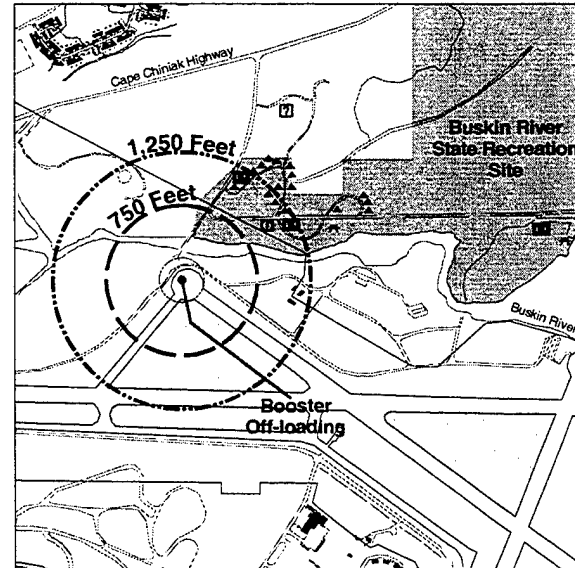 Cape Chiniak Highway
?
1,250 Feet
750 Feet
Buskin River
State Recreation
Site
Buskin River
Booster
Off-loading